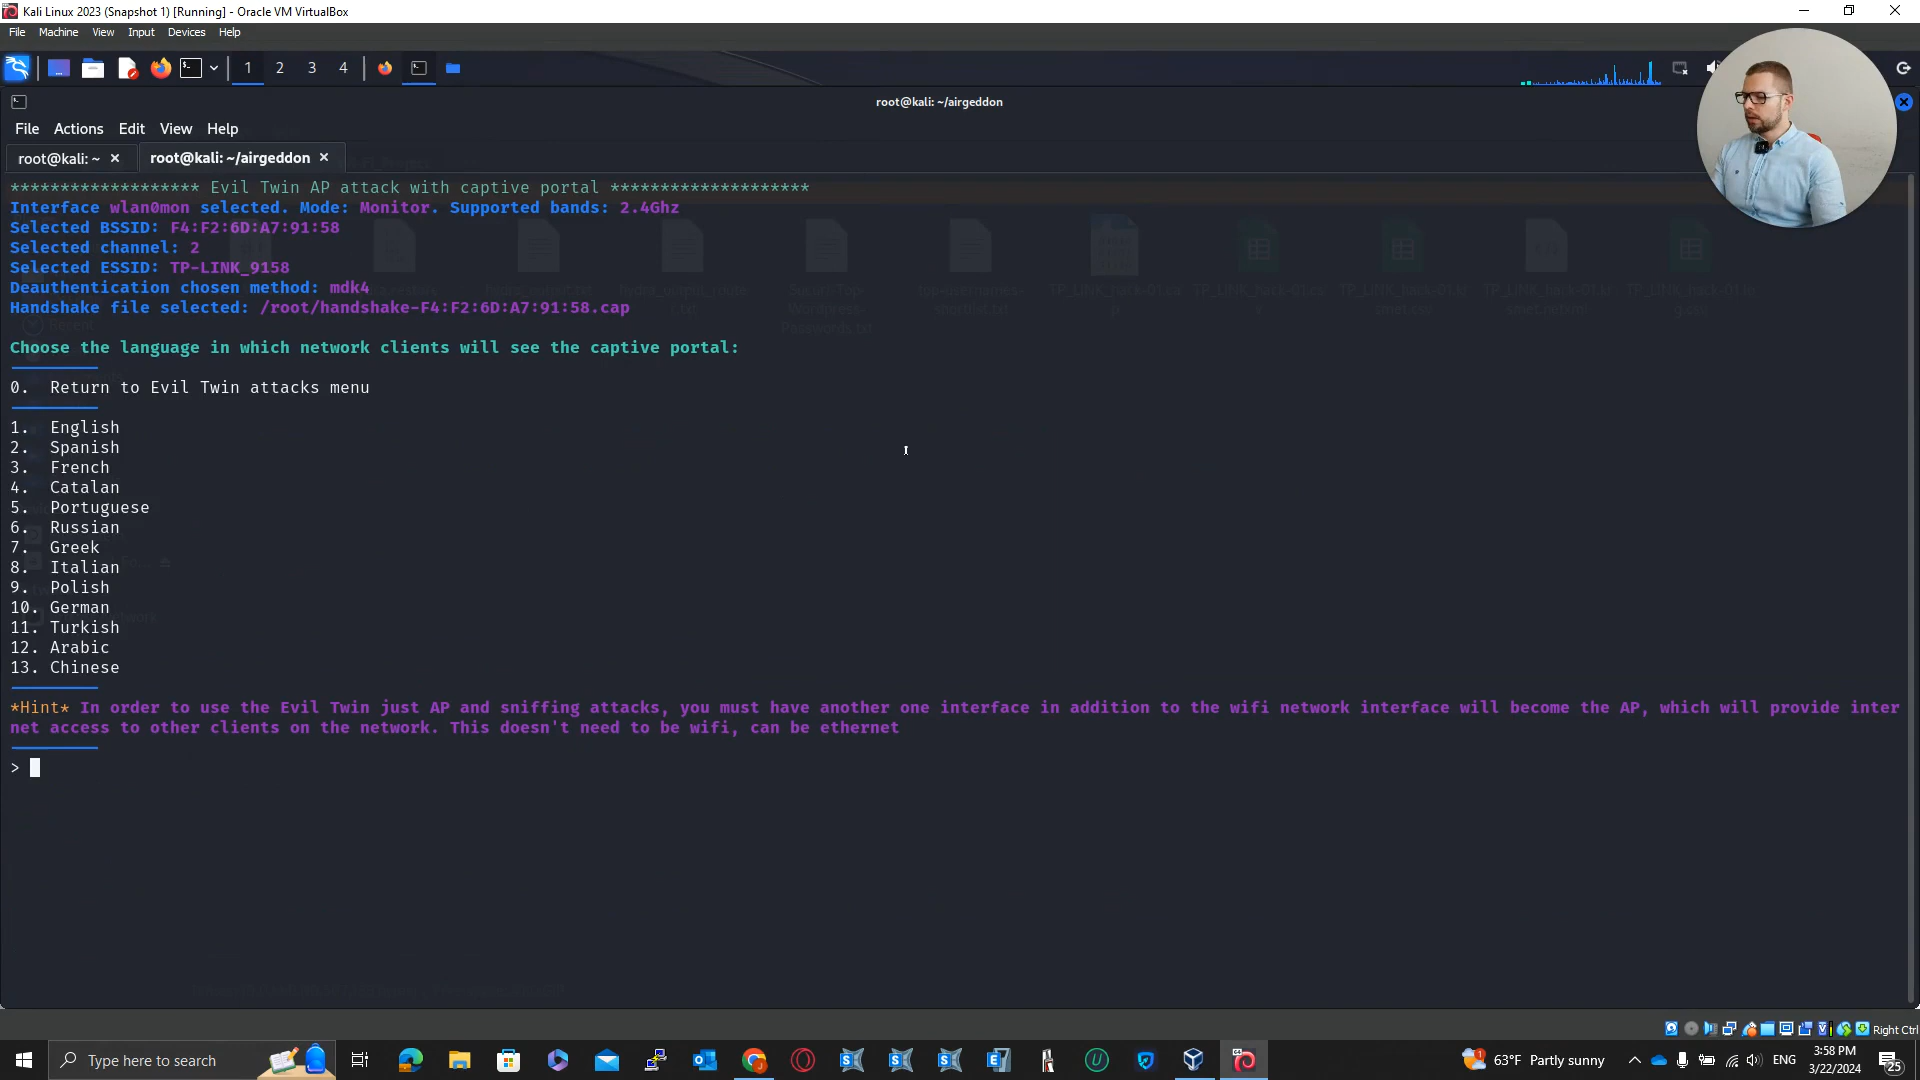 Kali Linux 2023 (Snapshot 1) [Running] - Oracle VM VirtualBox
File Machine View Input Devices Help
1 2 3 4
root@kali: ~/airgeddon
File Actions Edit View Help
root@kali: ~ × root@kali: ~/airgeddon ×
******************* Evil Twin AP attack with captive portal ********************
Interface wlan0mon selected. Mode: Monitor. Supported bands: 2.4Ghz
Selected BSSID: F4:F2:6D:A7:91:58
Selected channel: 2
Selected ESSID: TP-LINK_9158
Deauthentication chosen method: mdk4
Handshake file selected: /root/handshake-F4:F2:6D:A7:91:58.cap
Choose the language in which network clients will see the captive portal:
0. Return to Evil Twin attacks menu
1. English
2. Spanish
3. French
4. Catalan
5. Portuguese
6. Russian
7. Greek
8. Italian
9. Polish
10. German
11. Turkish
12. Arabic
13. Chinese
*Hint* In order to use the Evil Twin just AP and sniffing attacks, you must have another one interface in addition to the wifi network interface will become the AP, which will provide inter
net access to other clients on the network. This doesn't need to be wifi, can be ethernet
>
Right Ctrl
Type here to search
63°F Partly sunny
ENG
3:58 PM
3/22/2024
25